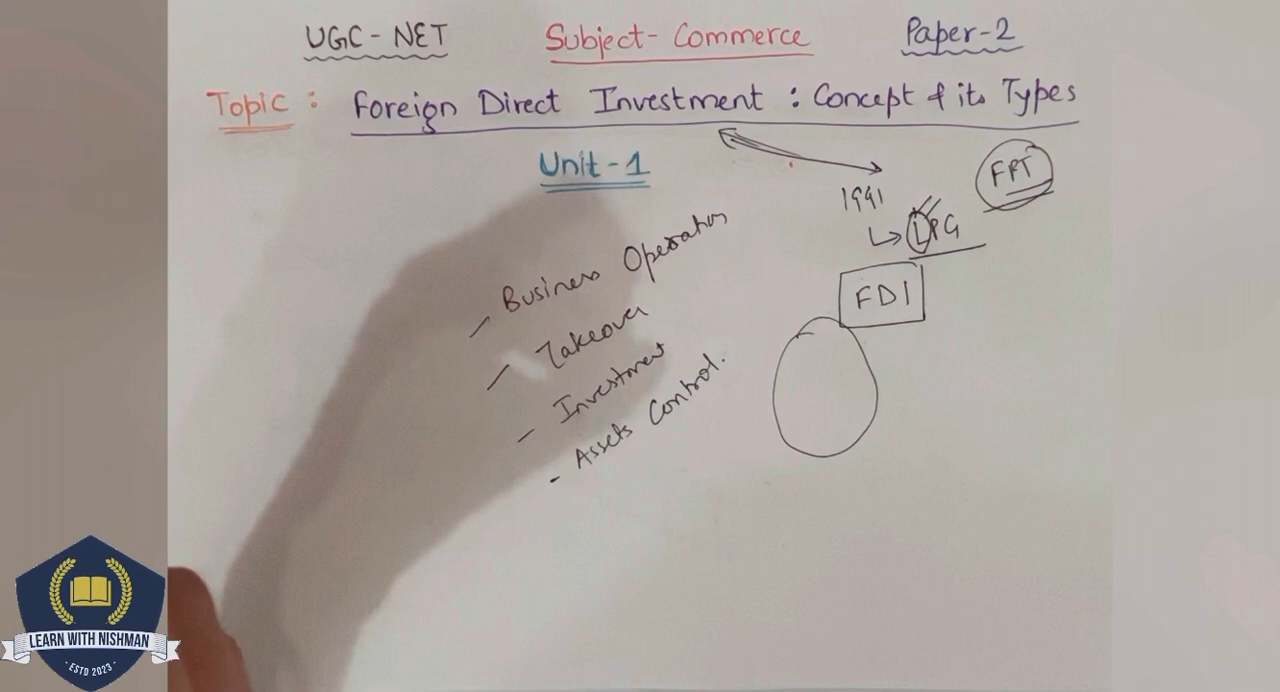 UGC-NET Subject- Commerce Paper-2
Topic : Foreign Direct Investment : Concept & its Types
Unit-1
FPI
1991
LPG
FDI
- Business Operation
- Takeover
- Investment
- Assets Control.
LEARN WITH NISHMAN
- ESTD 2023 -